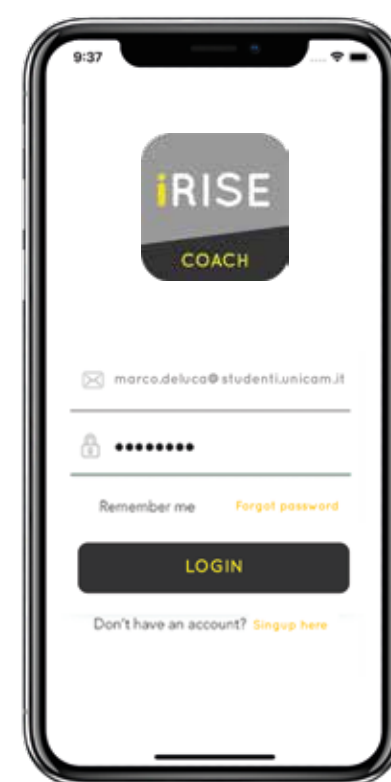 9:37
iRISE
COACH
marco.deluca@studenti.unicam.it
Remember me Forgot password
LOGIN
Don't have an account? Singup here